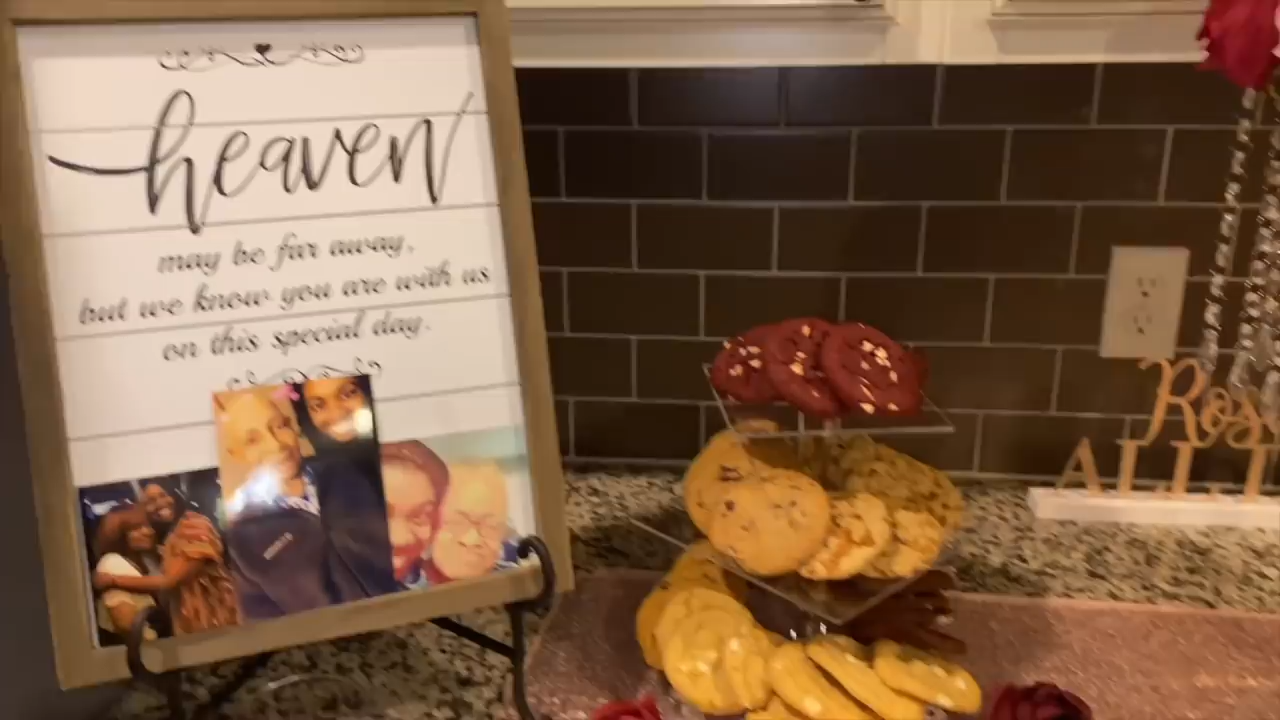 heaven
may be far away,
but we know you are with us
on this special day.